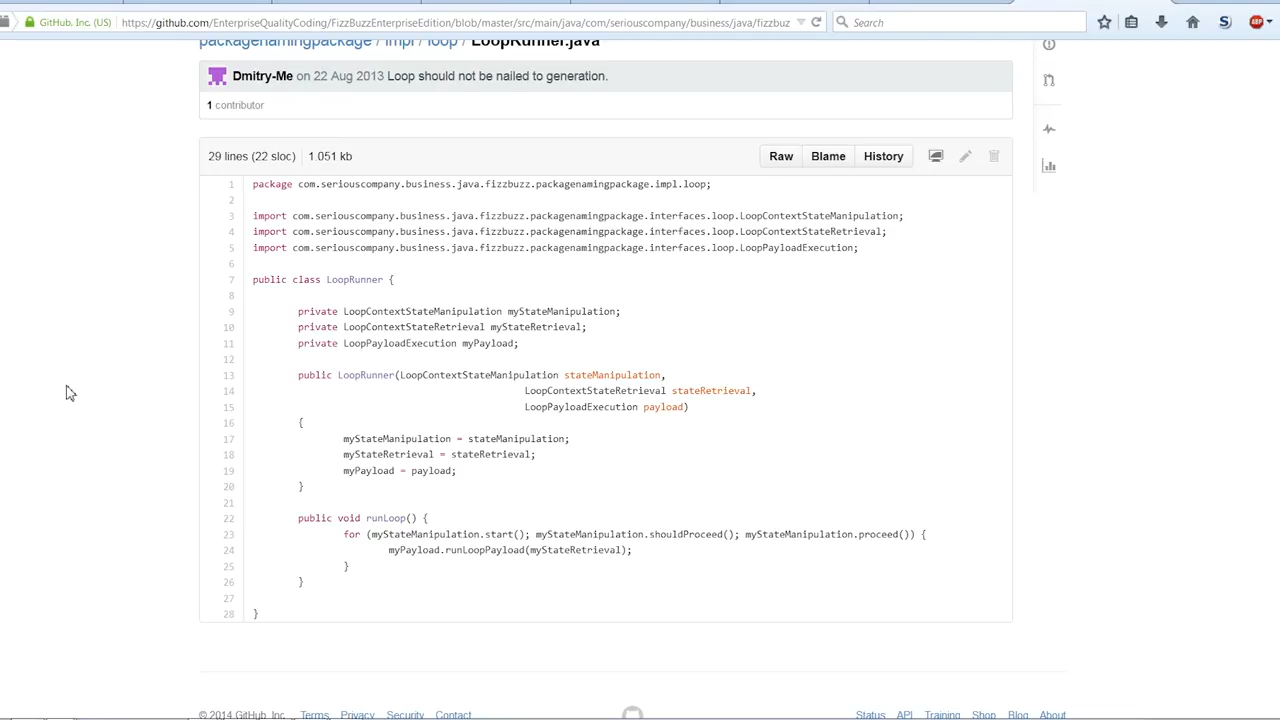 GitHub, Inc. (US) https://github.com/EnterpriseQualityCoding/FizzBuzzEnterpriseEdition/blob/master/src/main/java/com/seriouscompany/business/java/fizzbuz Search
packagenamingpackage / impl / loop / LoopRunner.java
Dmitry-Me on 22 Aug 2013 Loop should not be nailed to generation.
1 contributor
29 lines (22 sloc) 1.051 kb Raw Blame History
1 package com.seriouscompany.business.java.fizzbuzz.packagenamingpackage.impl.loop;
2
3 import com.seriouscompany.business.java.fizzbuzz.packagenamingpackage.interfaces.loop.LoopContextStateManipulation;
4 import com.seriouscompany.business.java.fizzbuzz.packagenamingpackage.interfaces.loop.LoopContextStateRetrieval;
5 import com.seriouscompany.business.java.fizzbuzz.packagenamingpackage.interfaces.loop.LoopPayloadExecution;
6
7 public class LoopRunner {
8
9 private LoopContextStateManipulation myStateManipulation;
10 private LoopContextStateRetrieval myStateRetrieval;
11 private LoopPayloadExecution myPayload;
12
13 public LoopRunner(LoopContextStateManipulation stateManipulation,
14 LoopContextStateRetrieval stateRetrieval,
15 LoopPayloadExecution payload)
16 {
17 myStateManipulation = stateManipulation;
18 myStateRetrieval = stateRetrieval;
19 myPayload = payload;
20 }
21
22 public void runLoop() {
23 for (myStateManipulation.start(); myStateManipulation.shouldProceed(); myStateManipulation.proceed()) {
24 myPayload.runLoopPayload(myStateRetrieval);
25 }
26 }
27
28 }
© 2014 GitHub, Inc. Terms Privacy Security Contact Status API Training Shop Blog About